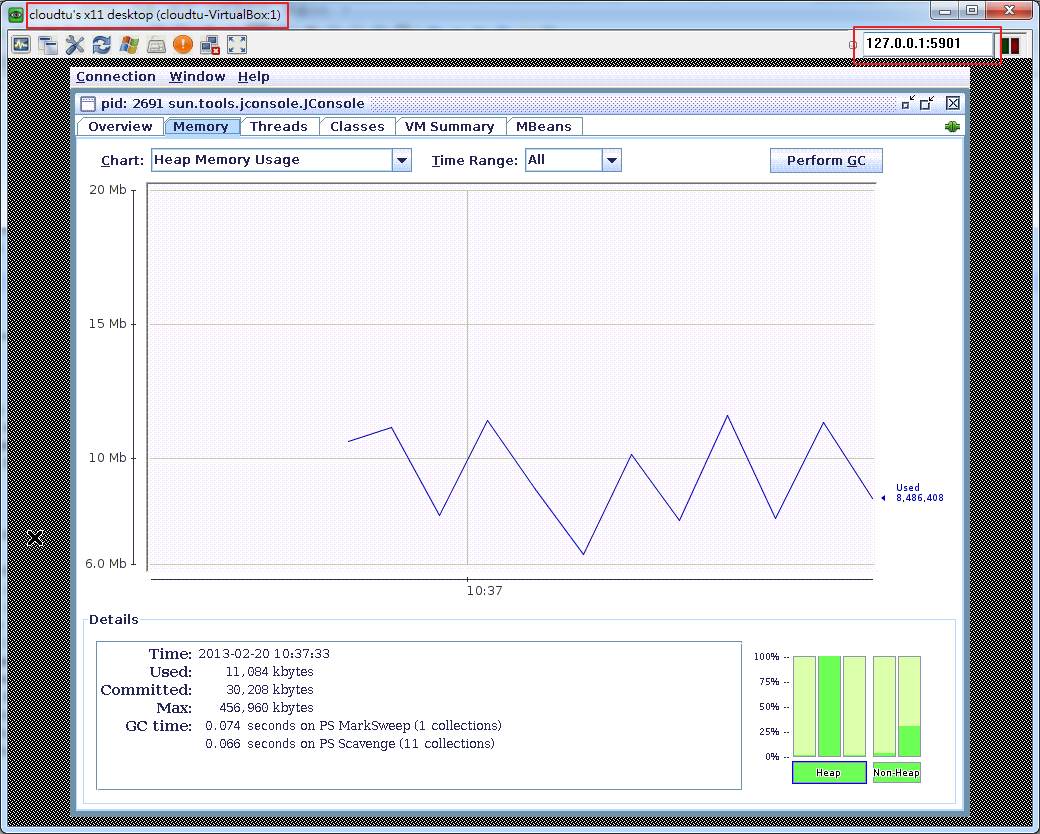 cloudtu's x11 desktop (cloudtu-VirtualBox:1)
127.0.0.1:5901
Connection Window Help
pid: 2691 sun.tools.jconsole.JConsole
Overview Memory Threads Classes VM Summary MBeans
Chart: Heap Memory Usage Time Range: All Perform GC
20 Mb
15 Mb
10 Mb
Used
8,486,408
6.0 Mb
10:37
Details
Time: 2013-02-20 10:37:33
Used: 11,084 kbytes
Committed: 30,208 kbytes
Max: 456,960 kbytes
GC time: 0.074 seconds on PS MarkSweep (1 collections)
0.066 seconds on PS Scavenge (11 collections)
100% --
75% --
50% --
25% --
0% --
Heap Non-Heap